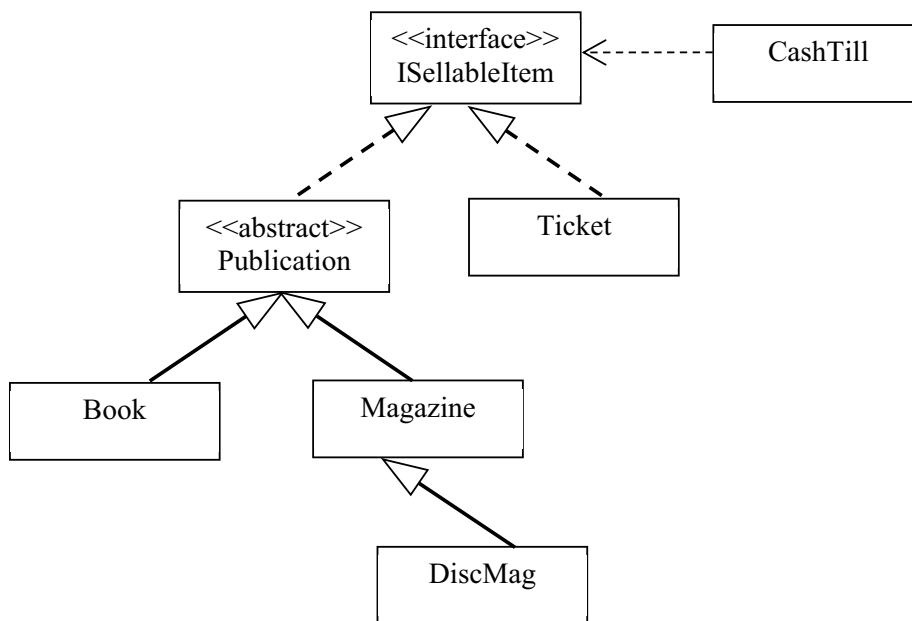 <<interface>>
ISellableItem
CashTill
<<abstract>>
Publication
Ticket
Book
Magazine
DiscMag